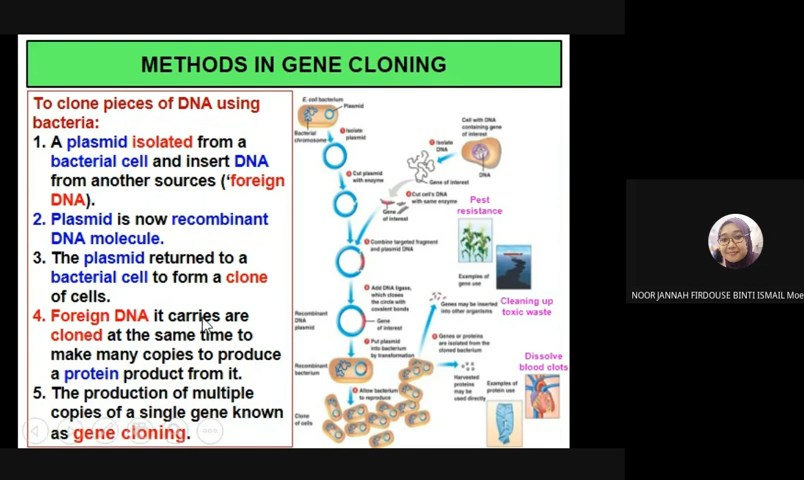 METHODS IN GENE CLONING
To clone pieces of DNA using
bacteria:
1. A plasmid isolated from a
bacterial cell and insert DNA
from another sources ('foreign
DNA).
2. Plasmid is now recombinant
DNA molecule.
3. The plasmid returned to a
bacterial cell to form a clone
of cells.
4. Foreign DNA it carries are
cloned at the same time to
make many copies to produce
a protein product from it.
5. The production of multiple
copies of a single gene known
as gene cloning.
E. coli bacterium
Plasmid
Bacterial
chromosome
Isolate
plasmid
Cell with DNA
containing gene
of interest
Isolate
DNA
DNA
Gene of interest
Cut plasmid
with enzyme
Cut cell's DNA
with same enzyme
Gene
of interest
Pest
resistance
Combine targeted fragment
and plasmid DNA
Examples of
gene use
Add DNA ligase,
which closes
the circle with
covalent bonds
Recombinant
DNA
plasmid
Gene of
interest
Genes may be inserted
into other organisms
Cleaning up
toxic waste
Put plasmid
into bacterium by
transformation
Genes or proteins
are isolated from the
cloned bacterium
Recombinant
bacterium
Dissolve
blood clots
Allow bacterium
to reproduce
Harvested
proteins
may be
used directly
Examples of
protein use
Clone
of cells
NOOR JANNAH FIRDOUSE BINTI ISMAIL Moe